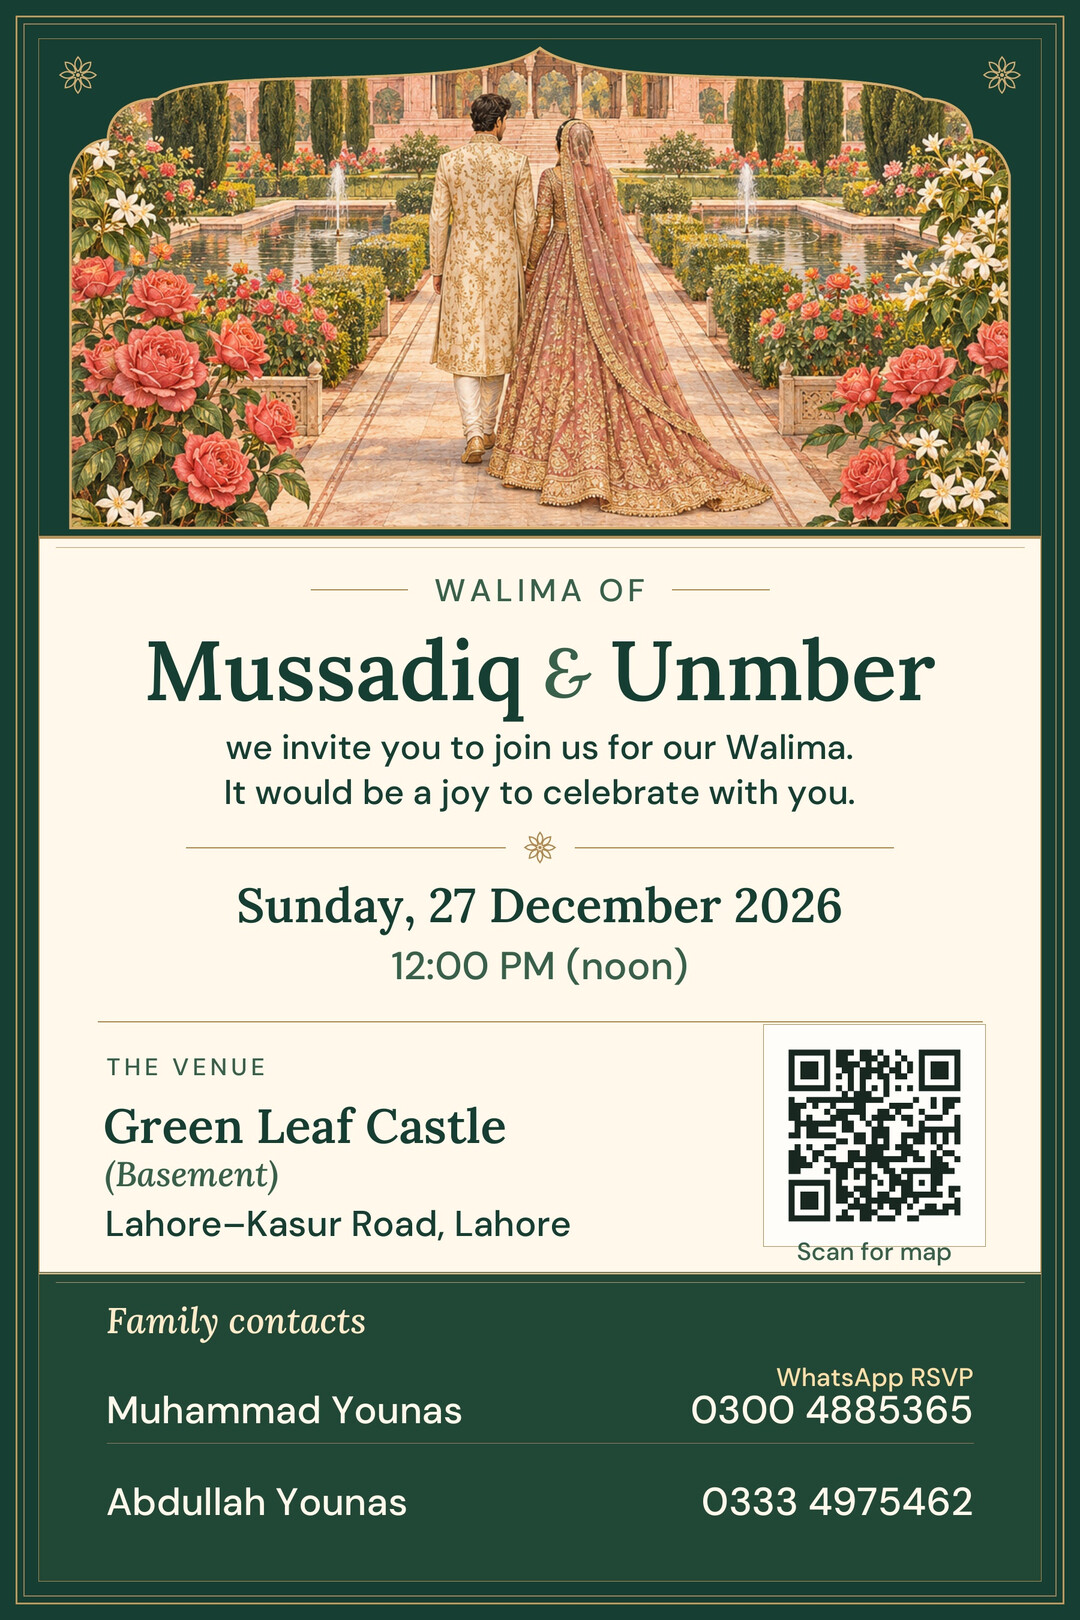 WALIMA OF
Mussadiq & Unmber
we invite you to join us for our Walima.
It would be a joy to celebrate with you.
Sunday, 27 December 2026
12:00 PM (noon)
THE VENUE
Green Leaf Castle
(Basement)
Lahore–Kasur Road, Lahore
Scan for map
Family contacts
WhatsApp RSVP
Muhammad Younas 0300 4885365
Abdullah Younas 0333 4975462